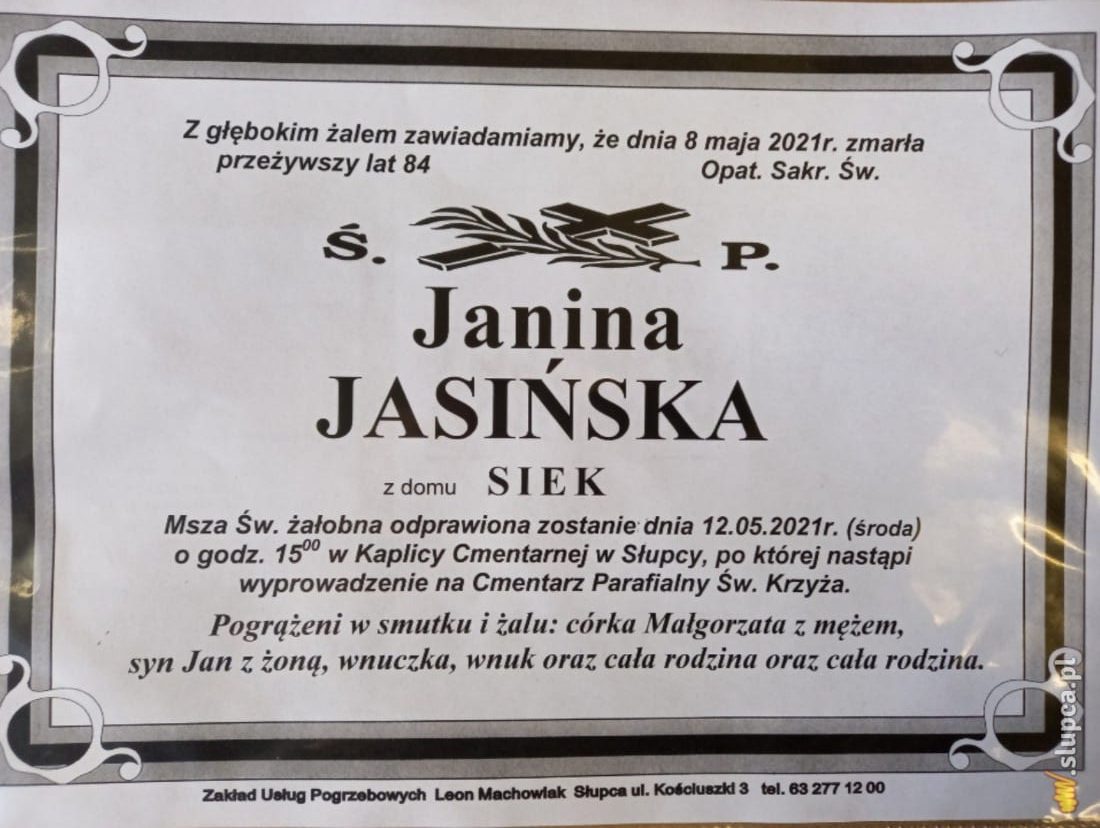 Z głębokim żalem zawiadamiamy, że dnia 8 maja 2021r. zmarła
przeżywszy lat 84 Opat. Sakr. Św.
Ś. P.
Janina
JASIŃSKA
z domu SIEK
Msza Św. żałobna odprawiona zostanie dnia 12.05.2021r. (środa)
o godz. 15⁰⁰ w Kaplicy Cmentarnej w Słupcy, po której nastąpi
wyprowadzenie na Cmentarz Parafialny Św. Krzyża.
Pogrążeni w smutku i żalu: córka Małgorzata z mężem,
syn Jan z żoną, wnuczka, wnuk oraz cała rodzina oraz cała rodzina.
Zakład Usług Pogrzebowych Leon Machowiak Słupca ul. Kościuszki 3 tel. 63 277 12 00
.slupca.pl